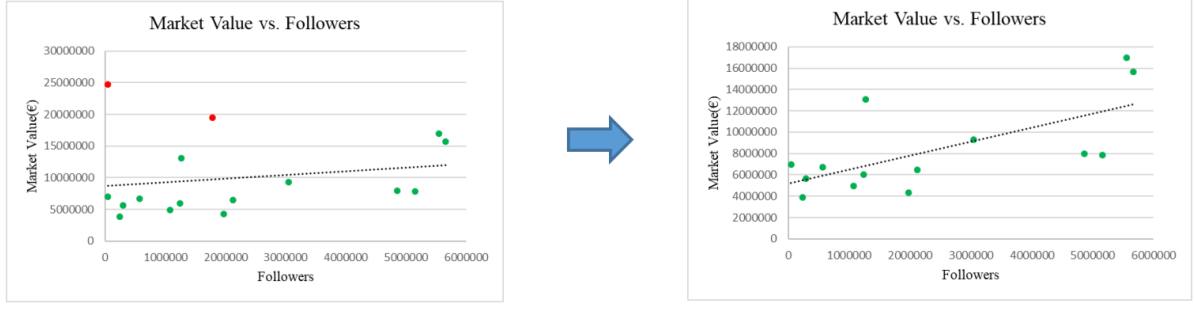 Market Value vs. Followers
30000000
25000000
20000000
15000000
10000000
5000000
0
Market Value(€)
0 1000000 2000000 3000000 4000000 5000000 6000000
Followers
Market Value vs. Followers
18000000
16000000
14000000
12000000
10000000
8000000
6000000
4000000
2000000
0
Market Value(€)
0 1000000 2000000 3000000 4000000 5000000 6000000
Followers